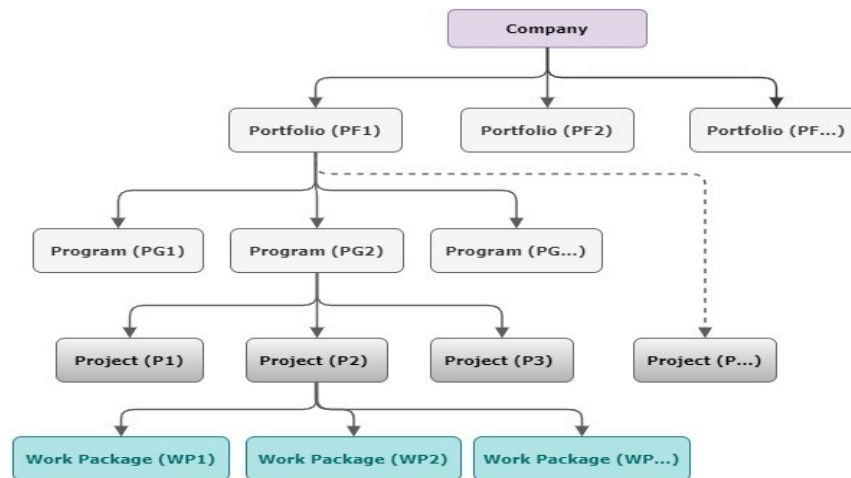 Company
Portfolio (PF1)
Portfolio (PF2)
Portfolio (PF...)
Program (PG1)
Program (PG2)
Program (PG...)
Project (P1)
Project (P2)
Project (P3)
Project (P...)
Work Package (WP1)
Work Package (WP2)
Work Package (WP...)